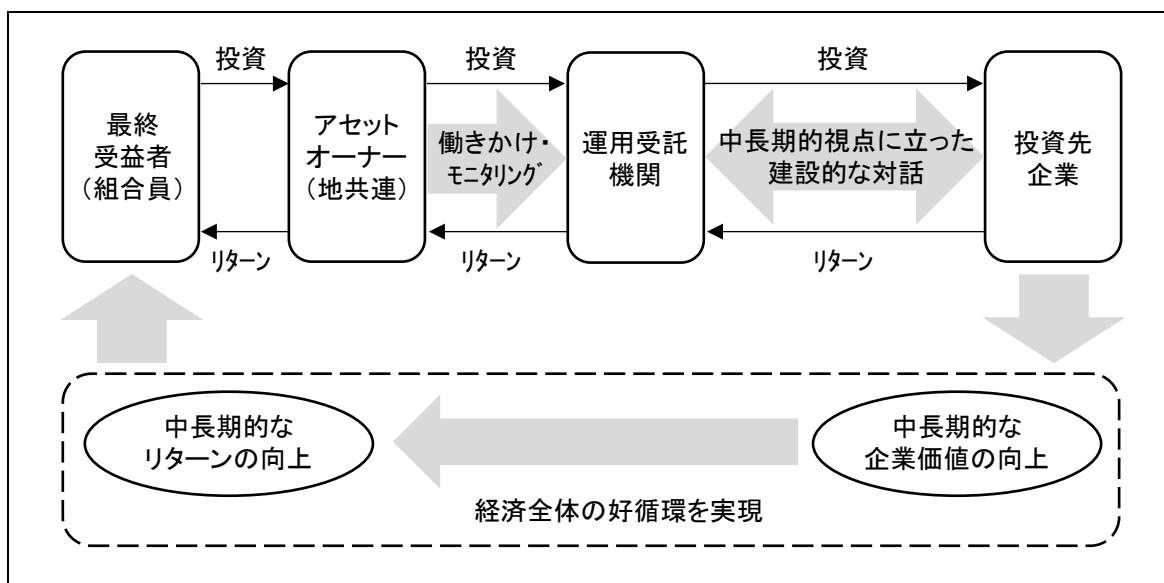 投資
投資
投資
最終
受益者
(組合員)
アセット
オーナー
(地共連)
働きかけ・
モニタリング
運用受託
機関
中長期的視点に立った
建設的な対話
投資先
企業
リターン
リターン
リターン
中長期的な
リターンの向上
中長期的な
企業価値の向上
経済全体の好循環を実現